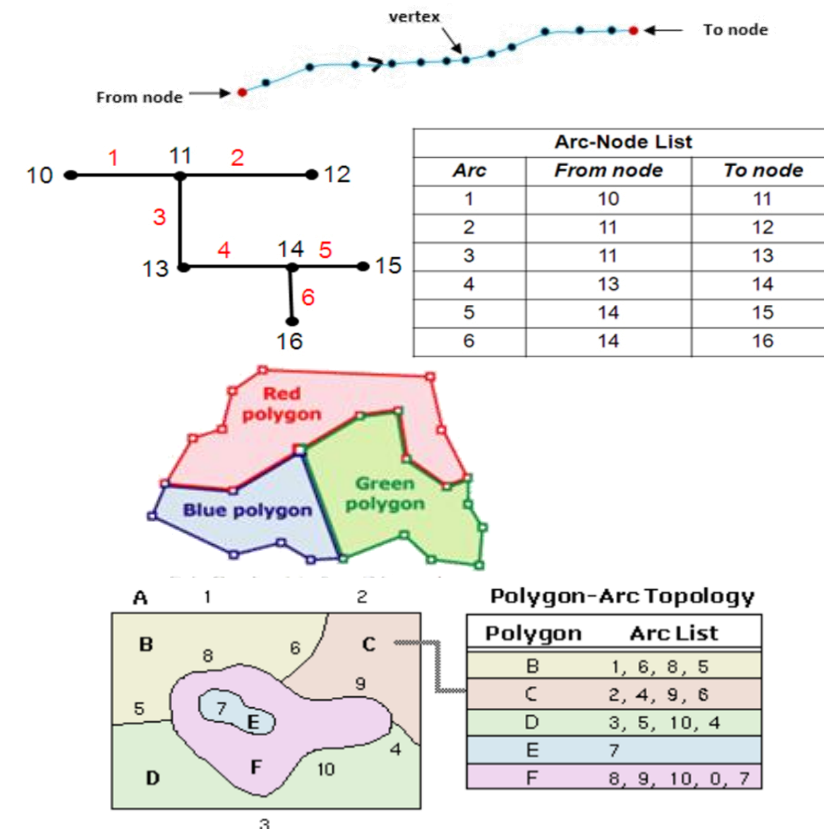 vertex
To node
From node
10 1 11 2 12
3
13 4 14 5 15
6
16
Arc-Node List
Arc From node To node
1 10 11
2 11 12
3 11 13
4 13 14
5 14 15
6 14 16
Red
polygon
Green
polygon
Blue polygon
A 1 2
B 8 6 C
9
5 7 E
4
D F 10
3
Polygon-Arc Topology
Polygon Arc List
B 1, 6, 8, 5
C 2, 4, 9, 6
D 3, 5, 10, 4
E 7
F 8, 9, 10, 0, 7